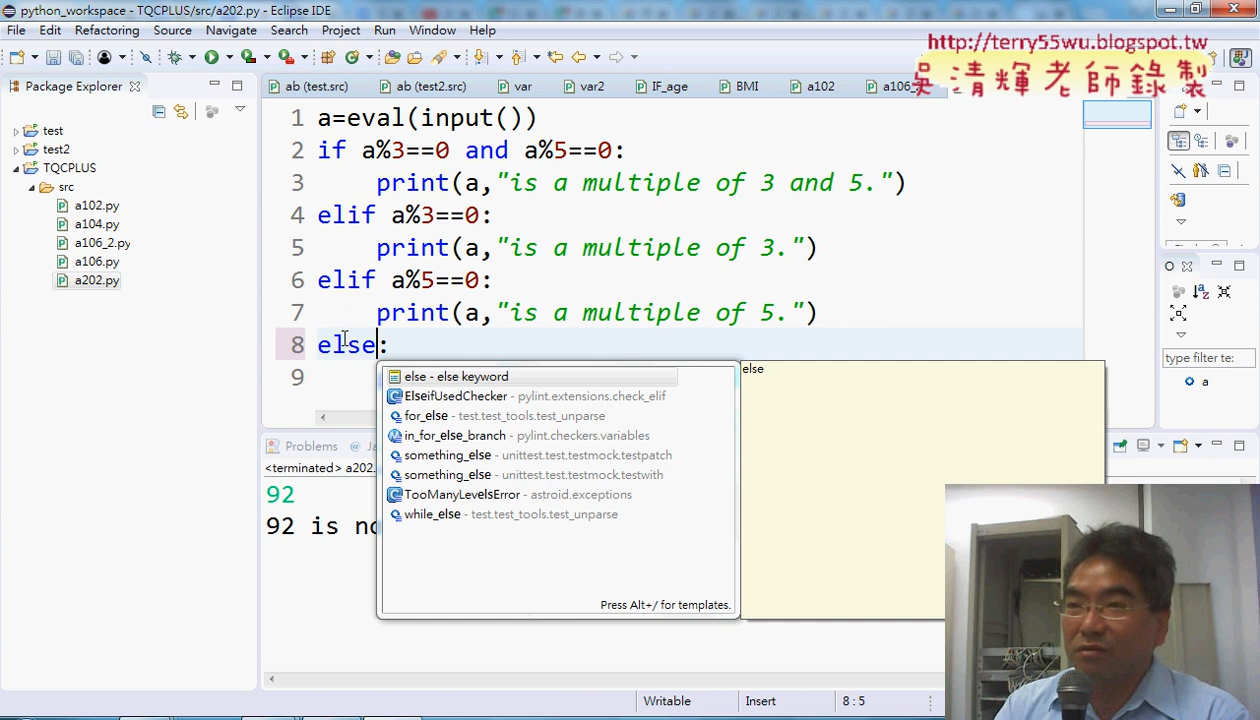 python_workspace - TQCPLUS/src/a202.py - Eclipse IDE
File Edit Refactoring Source Navigate Search Project Run Window Help
http://terry55wu.blogspot.tw
吳清輝老師錄製
Package Explorer
ab (test.src) ab (test2.src) var var2 IF_age BMI a102 a106_
test
test2
TQCPLUS
src
a102.py
a104.py
a106_2.py
a106.py
a202.py
1 a=eval(input())
2 if a%3==0 and a%5==0:
3 print(a,"is a multiple of 3 and 5.")
4 elif a%3==0:
5 print(a,"is a multiple of 3.")
6 elif a%5==0:
7 print(a,"is a multiple of 5.")
8 else:
9
else - else keyword
ElseifUsedChecker - pylint.extensions.check_elif
for_else - test.test_tools.test_unparse
in_for_else_branch - pylint.checkers.variables
something_else - unittest.test.testmock.testpatch
something_else - unittest.test.testmock.testwith
TooManyLevelsError - astroid.exceptions
while_else - test.test_tools.test_unparse
Press Alt+/ for templates.
else
type filter te:
a
Problems @ Ja
<terminated> a202.
92
92 is no
Writable Insert 8 : 5